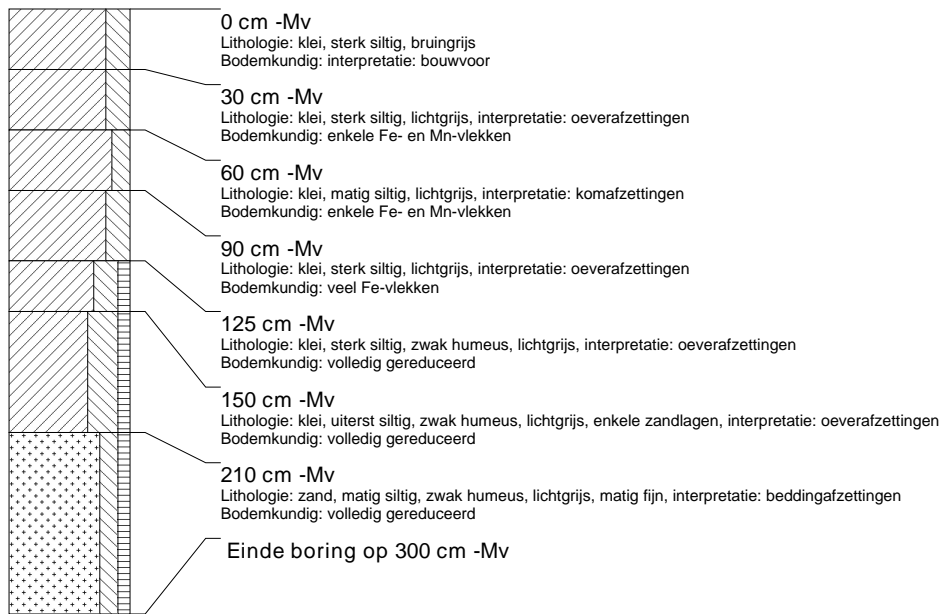 0 cm -Mv
Lithologie: klei, sterk siltig, bruingrijs
Bodemkundig: interpretatie: bouwvoor
30 cm -Mv
Lithologie: klei, sterk siltig, lichtgrijs, interpretatie: oeverafzettingen
Bodemkundig: enkele Fe- en Mn-vlekken
60 cm -Mv
Lithologie: klei, matig siltig, lichtgrijs, interpretatie: komafzettingen
Bodemkundig: enkele Fe- en Mn-vlekken
90 cm -Mv
Lithologie: klei, sterk siltig, lichtgrijs, interpretatie: oeverafzettingen
Bodemkundig: veel Fe-vlekken
125 cm -Mv
Lithologie: klei, sterk siltig, zwak humeus, lichtgrijs, interpretatie: oeverafzettingen
Bodemkundig: volledig gereduceerd
150 cm -Mv
Lithologie: klei, uiterst siltig, zwak humeus, lichtgrijs, enkele zandlagen, interpretatie: oeverafzettingen
Bodemkundig: volledig gereduceerd
210 cm -Mv
Lithologie: zand, matig siltig, zwak humeus, lichtgrijs, matig fijn, interpretatie: beddingafzettingen
Bodemkundig: volledig gereduceerd
Einde boring op 300 cm -Mv